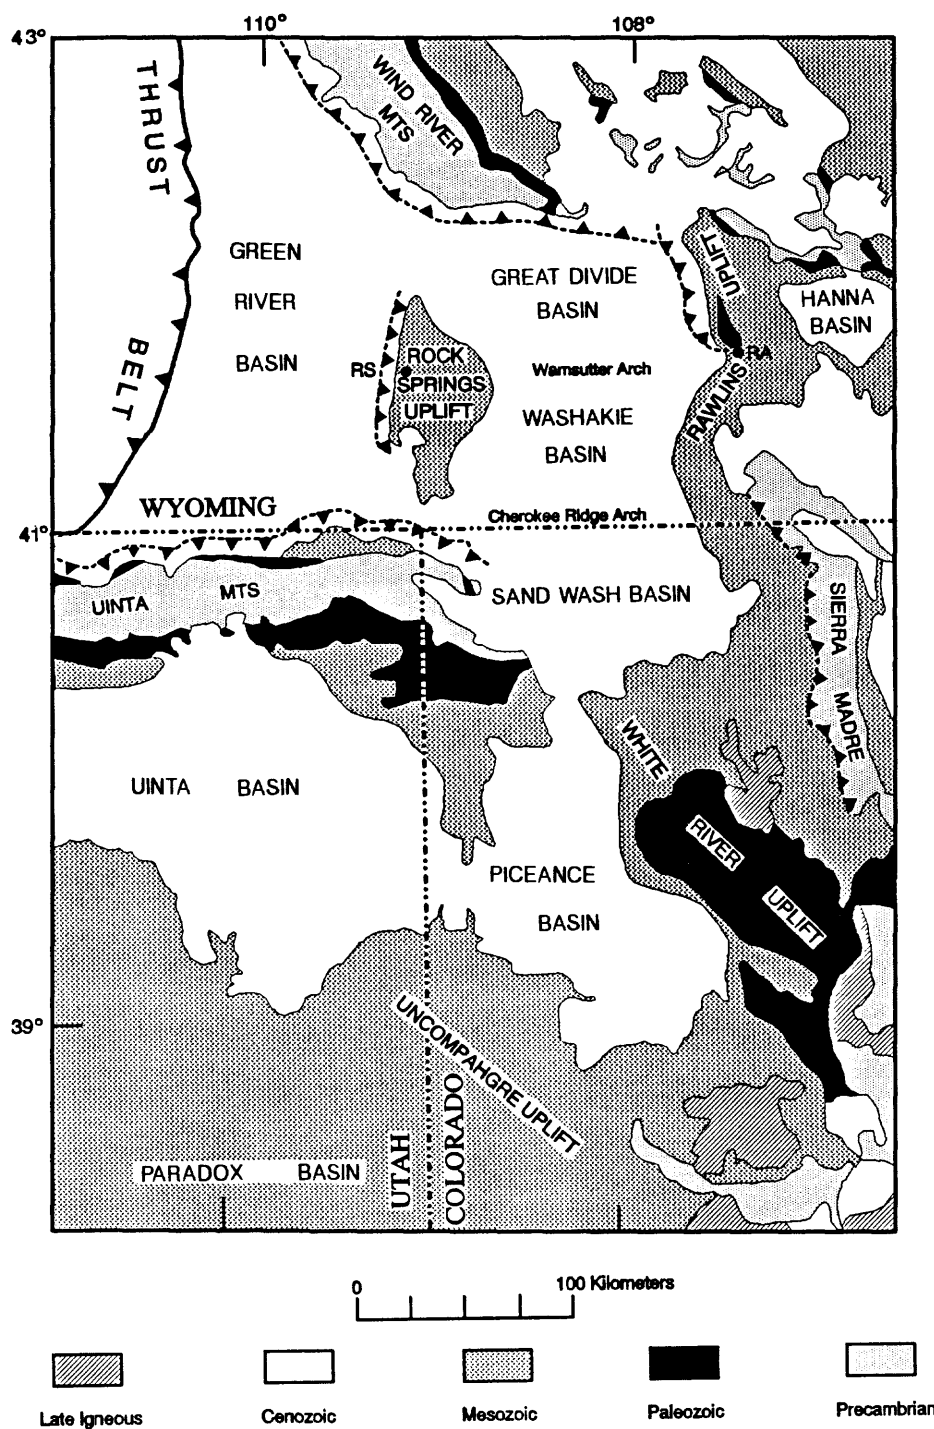 110°
108°
43°
THRUST
BELT
WIND RIVER
MTS
GREEN
RIVER
BASIN
GREAT DIVIDE
BASIN
UPLIFT
HANNA
BASIN
RS
ROCK
SPRINGS
UPLIFT
Wamsutter Arch
RA
RAWLINS
WASHAKIE
BASIN
WYOMING
Cherokee Ridge Arch
41°
UINTA MTS
SAND WASH BASIN
SIERRA
MADRE
WHITE
RIVER
UPLIFT
UINTA BASIN
PICEANCE
BASIN
39°
UNCOMPAHGRE UPLIFT
UTAH
COLORADO
PARADOX BASIN
0
100 Kilometers
Late Igneous
Cenozoic
Mesozoic
Paleozoic
Precambrian